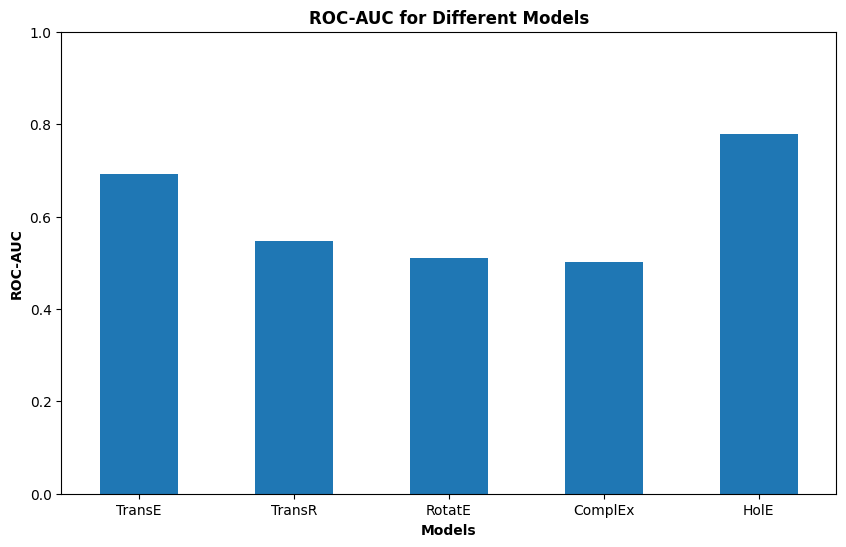 ROC-AUC for Different Models
ROC-AUC
1.0
0.8
0.6
0.4
0.2
0.0
TransE TransR RotatE ComplEx HolE
Models